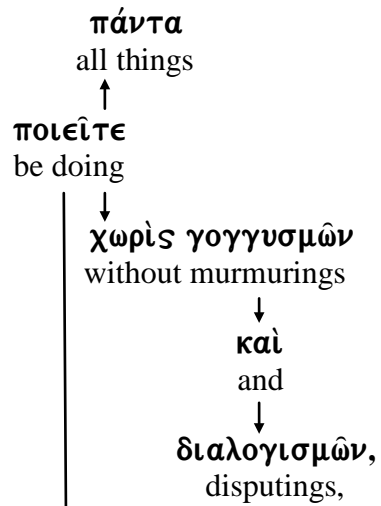 πάντα
all things
ποιεῖτε
be doing
χωρὶς γογγυσμῶν
without murmurings
καὶ
and
διαλογισμῶν,
disputings,